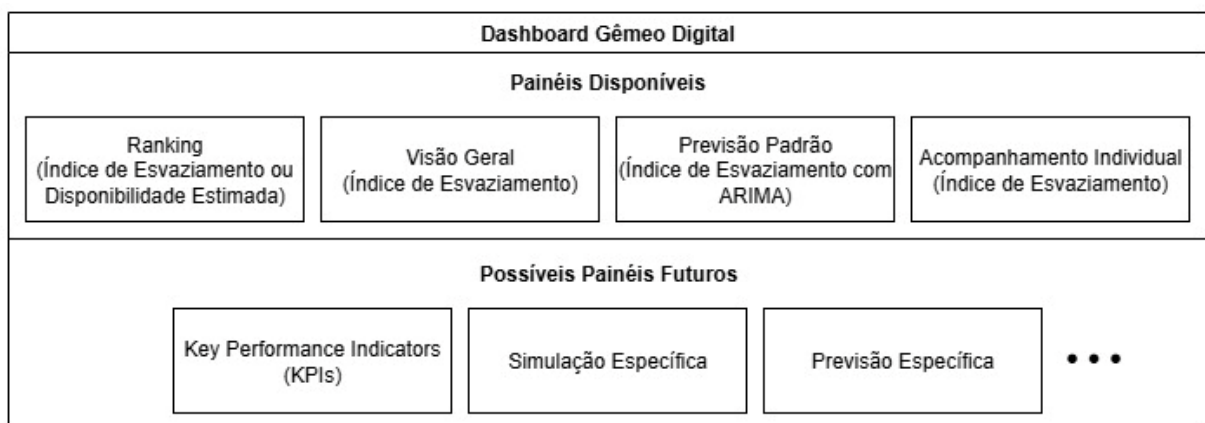 Dashboard Gêmeo Digital
Painéis Disponíveis
Ranking
(Índice de Esvaziamento ou
Disponibilidade Estimada)
Visão Geral
(Índice de Esvaziamento)
Previsão Padrão
(Índice de Esvaziamento com
ARIMA)
Acompanhamento Individual
(Índice de Esvaziamento)
Possíveis Painéis Futuros
Key Performance Indicators
(KPIs)
Simulação Específica
Previsão Específica
• • •